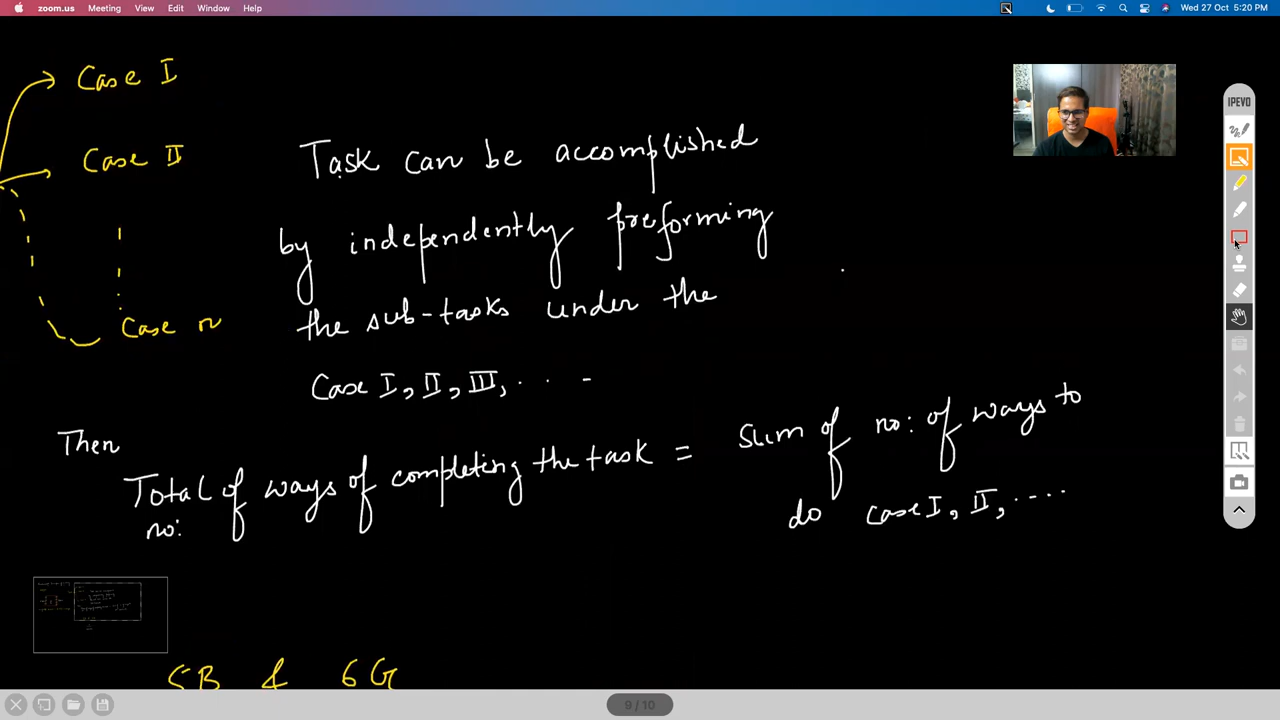 zoom.us Meeting View Edit Window Help Wed 27 Oct 5:20 PM
Case I
IPEVO
Case II
Task can be accomplished
by independently preforming
the sub-tasks under the
Case n
Case I, II, III, . . . -
Then
Total of ways of completing the task = Sum of no: of ways to
no:
do case I, II, ....
5B & 6G
9 / 10